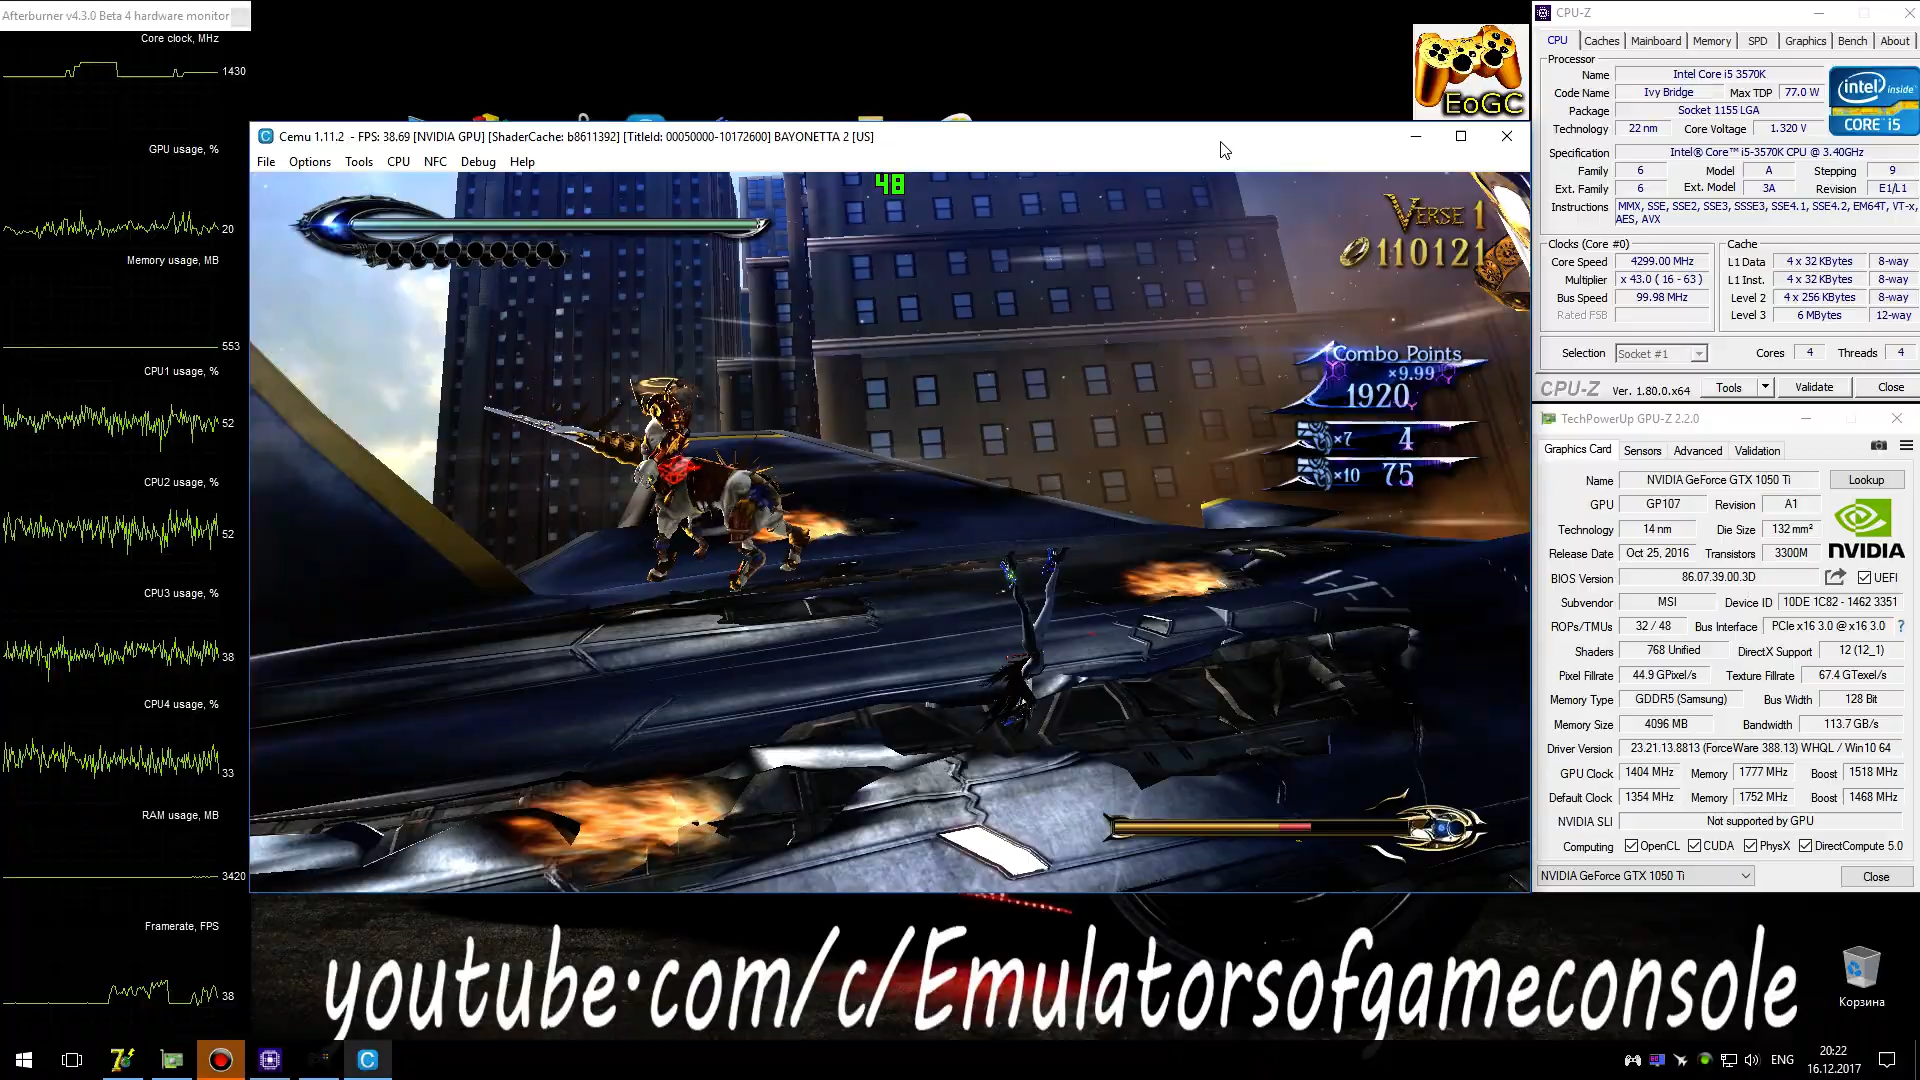 Afterburner v4.3.0 Beta 4 hardware monitor
Core clock, MHz
1430
GPU usage, %
20
Memory usage, MB
553
CPU1 usage, %
52
CPU2 usage, %
52
CPU3 usage, %
38
CPU4 usage, %
33
RAM usage, MB
3420
Framerate, FPS
38
EoGC
Cemu 1.11.2 - FPS: 38.69 [NVIDIA GPU] [ShaderCache: b8611392] [TitleId: 00050000-10172600] BAYONETTA 2 [US]
File Options Tools CPU NFC Debug Help
48
VERSE 1
110121
Combo Points
×9.99
1920
×7 4
×10 75
CPU-Z
CPU Caches Mainboard Memory SPD Graphics Bench About
Processor
Name Intel Core i5 3570K
Code Name Ivy Bridge Max TDP 77.0 W
Package Socket 1155 LGA
Technology 22 nm Core Voltage 1.320 V
intel inside
CORE i5
Specification Intel® Core™ i5-3570K CPU @ 3.40GHz
Family 6 Model A Stepping 9
Ext. Family 6 Ext. Model 3A Revision E1/L1
Instructions MMX, SSE, SSE2, SSE3, SSSE3, SSE4.1, SSE4.2, EM64T, VT-x,
AES, AVX
Clocks (Core #0)
Core Speed 4299.00 MHz
Multiplier x 43.0 ( 16 - 63 )
Bus Speed 99.98 MHz
Rated FSB
Cache
L1 Data 4 x 32 KBytes 8-way
L1 Inst. 4 x 32 KBytes 8-way
Level 2 4 x 256 KBytes 8-way
Level 3 6 MBytes 12-way
Selection Socket #1 Cores 4 Threads 4
CPU-Z Ver. 1.80.0.x64 Tools Validate Close
TechPowerUp GPU-Z 2.2.0
Graphics Card Sensors Advanced Validation
Name NVIDIA GeForce GTX 1050 Ti Lookup
GPU GP107 Revision A1
Technology 14 nm Die Size 132 mm²
Release Date Oct 25, 2016 Transistors 3300M
NVIDIA
BIOS Version 86.07.39.00.3D UEFI
Subvendor MSI Device ID 10DE 1C82 - 1462 3351
ROPs/TMUs 32 / 48 Bus Interface PCIe x16 3.0 @ x16 3.0 ?
Shaders 768 Unified DirectX Support 12 (12_1)
Pixel Fillrate 44.9 GPixel/s Texture Fillrate 67.4 GTexel/s
Memory Type GDDR5 (Samsung) Bus Width 128 Bit
Memory Size 4096 MB Bandwidth 113.7 GB/s
Driver Version 23.21.13.8813 (ForceWare 388.13) WHQL / Win10 64
GPU Clock 1404 MHz Memory 1777 MHz Boost 1518 MHz
Default Clock 1354 MHz Memory 1752 MHz Boost 1468 MHz
NVIDIA SLI Not supported by GPU
Computing OpenCL CUDA PhysX DirectCompute 5.0
NVIDIA GeForce GTX 1050 Ti Close
youtube.com/c/Emulatorsofgameconsole
Корзина
ENG
20:22
16.12.2017